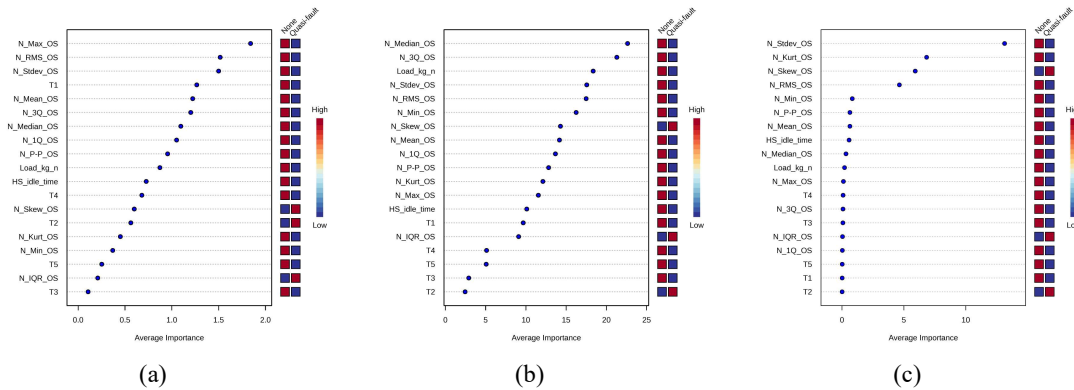 None
Quasi-fault
N_Max_OS
N_RMS_OS
N_Stdev_OS
T1
N_Mean_OS
N_3Q_OS
N_Median_OS
N_1Q_OS
N_P-P_OS
Load_kg_n
HS_idle_time
T4
N_Skew_OS
T2
N_Kurt_OS
N_Min_OS
T5
N_IQR_OS
T3
High
Low
0.0 0.5 1.0 1.5 2.0
Average Importance
(a)
None
Quasi-fault
N_Median_OS
N_3Q_OS
Load_kg_n
N_Stdev_OS
N_RMS_OS
N_Min_OS
N_Skew_OS
N_Mean_OS
N_1Q_OS
N_P-P_OS
N_Kurt_OS
N_Max_OS
HS_idle_time
T1
N_IQR_OS
T4
T5
T3
T2
High
Low
0 5 10 15 20 25
Average Importance
(b)
None
Quasi-fault
N_Stdev_OS
N_Kurt_OS
N_Skew_OS
N_RMS_OS
N_Min_OS
N_P-P_OS
N_Mean_OS
HS_idle_time
N_Median_OS
Load_kg_n
N_Max_OS
T4
N_3Q_OS
T3
N_IQR_OS
N_1Q_OS
T5
T1
T2
High
Low
0 5 10
Average Importance
(c)